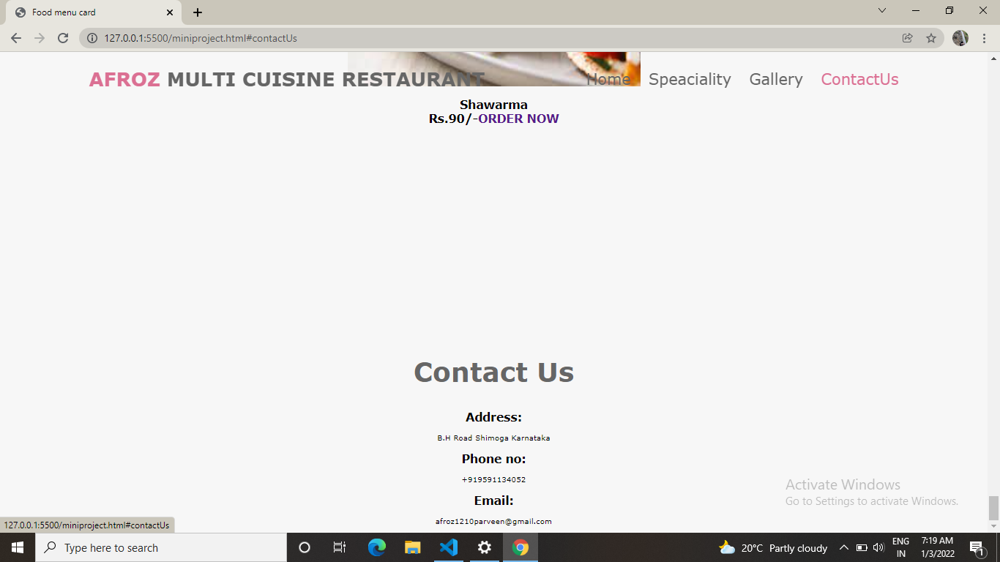 Food menu card
127.0.0.1:5500/miniproject.html#contactUs
AFROZ MULTI CUISINE RESTAURANT Home Speaciality Gallery ContactUs
Shawarma
Rs.90/-ORDER NOW
Contact Us
Address:
B.H Road Shimoga Karnataka
Phone no:
+919591134052
Email:
afroz1210parveen@gmail.com
Activate Windows
Go to Settings to activate Windows.
127.0.0.1:5500/miniproject.html#contactUs
Type here to search
20°C Partly cloudy
ENG
IN
7:19 AM
1/3/2022
1